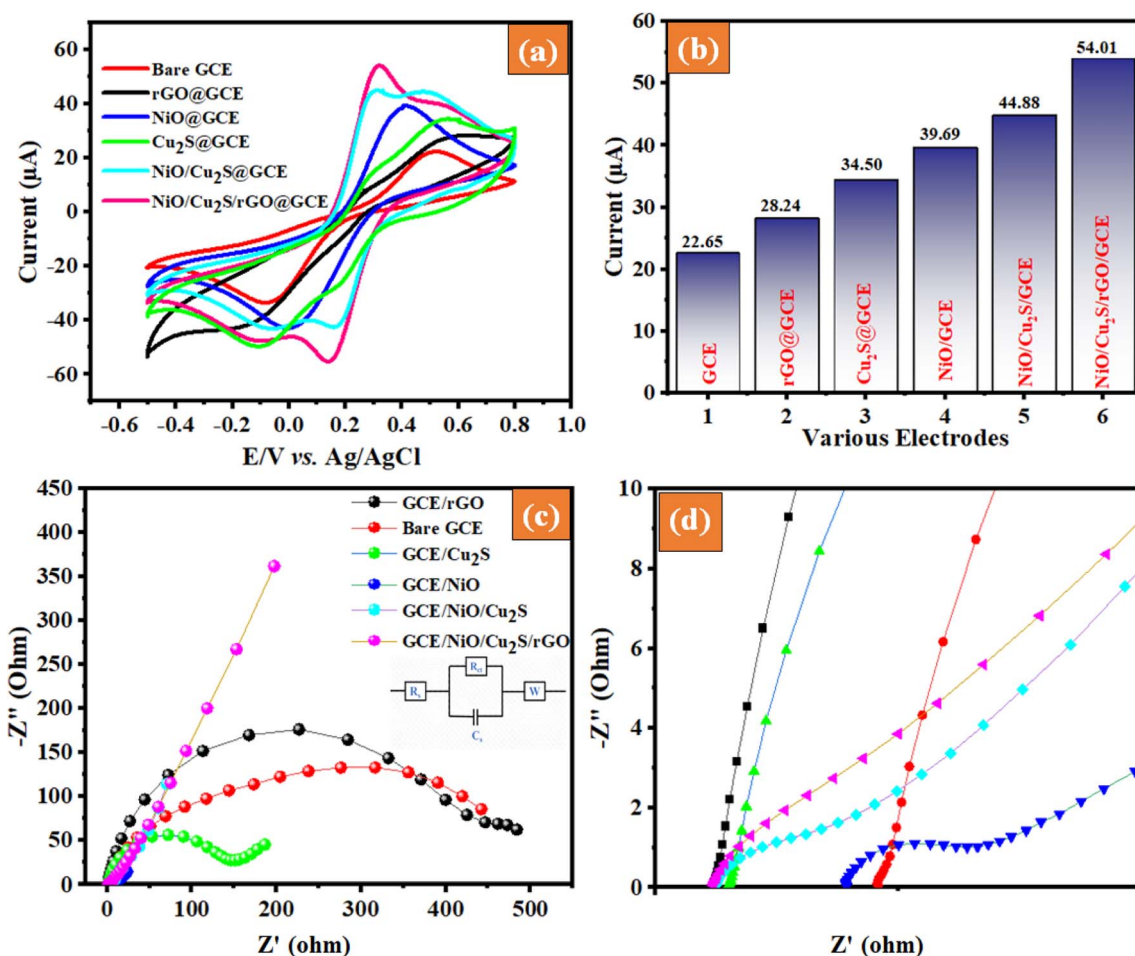 (a)
60
40
20
0
-20
-40
-60
Current (µA)
Bare GCE
rGO@GCE
NiO@GCE
Cu₂S@GCE
NiO/Cu₂S@GCE
NiO/Cu₂S/rGO@GCE
-0.6 -0.4 -0.2 0.0 0.2 0.4 0.6 0.8 1.0
E/V vs. Ag/AgCl
(b)
60
50
40
30
20
10
0
Current (µA)
22.65
28.24
34.50
39.69
44.88
54.01
GCE
rGO@GCE
Cu₂S@GCE
NiO/GCE
NiO/Cu₂S/GCE
NiO/Cu₂S/rGO/GCE
1 2 3 4 5 6
Various Electrodes
(c)
450
400
350
300
250
200
150
100
50
0
-Z'' (Ohm)
GCE/rGO
Bare GCE
GCE/Cu₂S
GCE/NiO
GCE/NiO/Cu₂S
GCE/NiO/Cu₂S/rGO
W
0 100 200 300 400 500
Z' (ohm)
(d)
10
8
6
4
2
0
-Z'' (Ohm)
Z' (ohm)